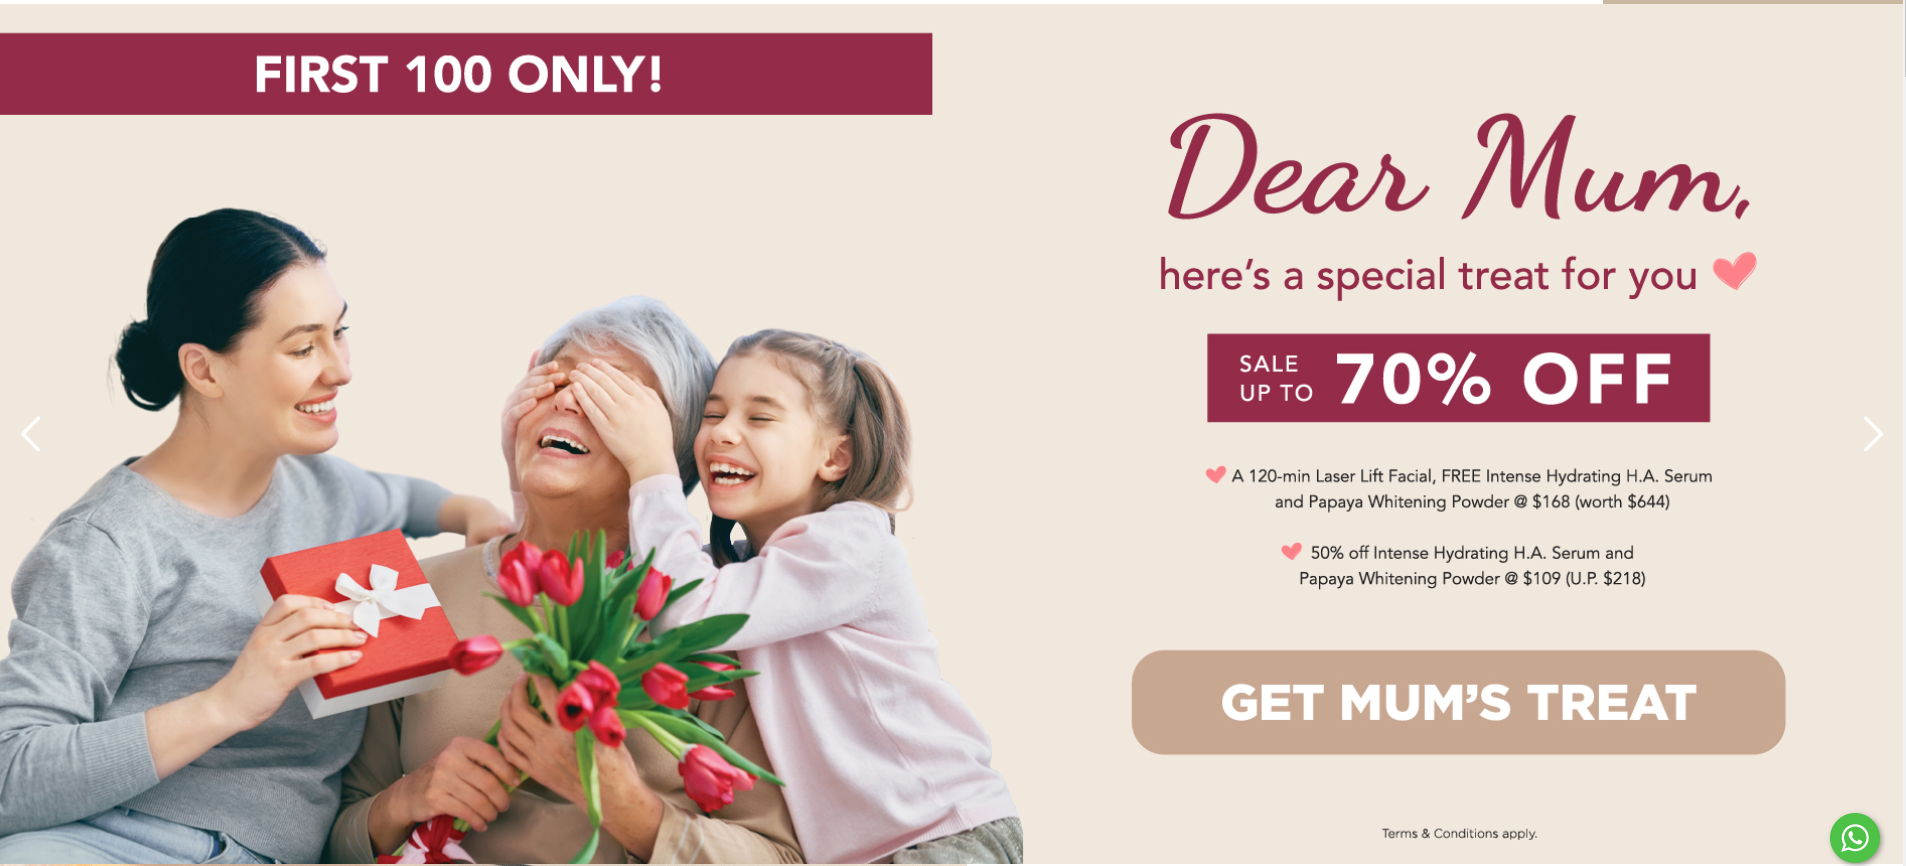 FIRST 100 ONLY!
Dear Mum,
here's a special treat for you
SALE
UP TO
70% OFF
A 120-min Laser Lift Facial, FREE Intense Hydrating H.A. Serum
and Papaya Whitening Powder @ $168 (worth $644)
50% off Intense Hydrating H.A. Serum and
Papaya Whitening Powder @ $109 (U.P. $218)
GET MUM'S TREAT
Terms & Conditions apply.